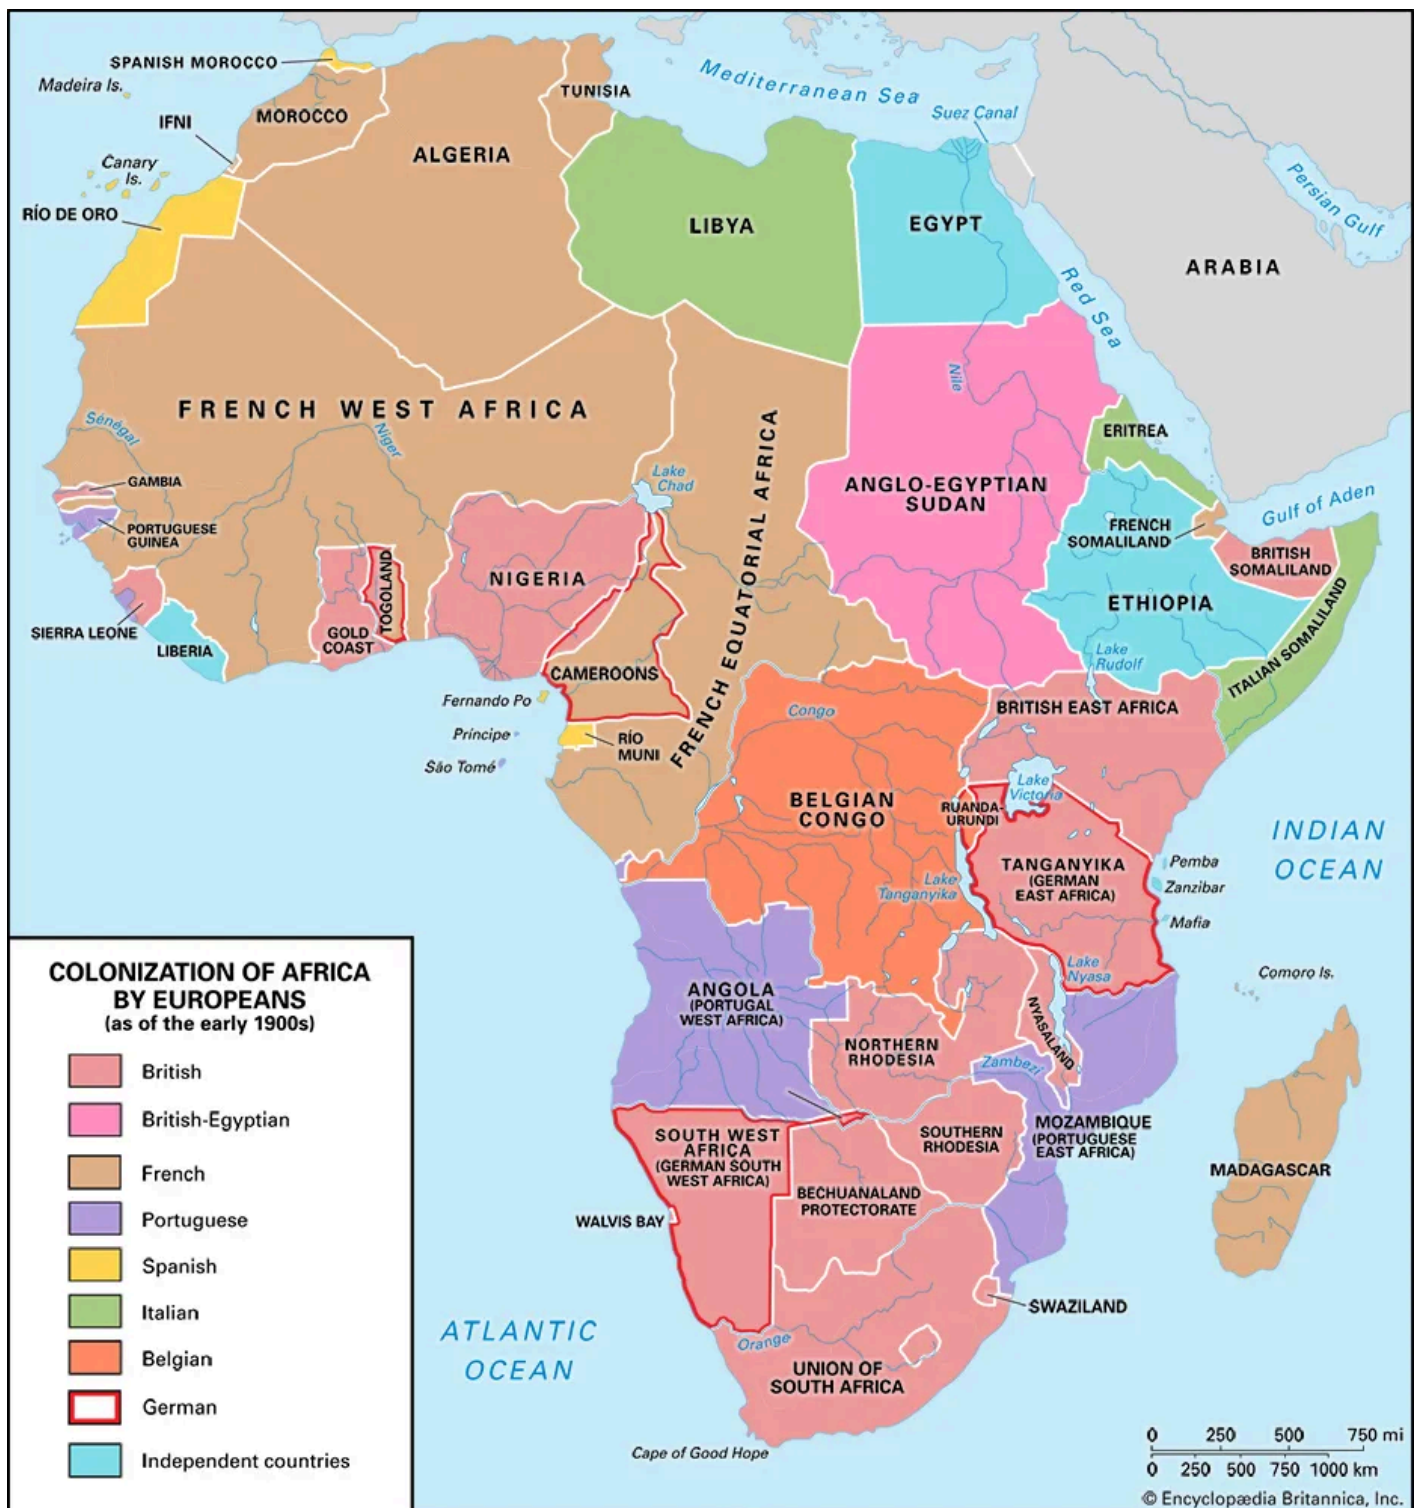 SPANISH MOROCCO
Madeira Is.
MOROCCO
IFNI
Canary
Is.
RÍO DE ORO
ALGERIA
TUNISIA
Mediterranean Sea
Suez Canal
LIBYA
EGYPT
Persian Gulf
ARABIA
Red Sea
Nile
FRENCH WEST AFRICA
Sénégal
Niger
GAMBIA
PORTUGUESE
GUINEA
Lake
Chad
FRENCH EQUATORIAL AFRICA
ANGLO-EGYPTIAN
SUDAN
ERITREA
FRENCH
SOMALILAND
Gulf of Aden
BRITISH
SOMALILAND
ETHIOPIA
ITALIAN SOMALILAND
SIERRA LEONE
LIBERIA
GOLD
COAST
TOGOLAND
NIGERIA
CAMEROONS
Lake
Rudolf
Fernando Po
Príncipe
São Tomé
RÍO
MUNI
Congo
BRITISH EAST AFRICA
BELGIAN
CONGO
Lake
Victoria
RUANDA-
URUNDI
TANGANYIKA
(GERMAN
EAST AFRICA)
Lake
Tanganyika
INDIAN
OCEAN
Pemba
Zanzibar
Mafia
Lake
Nyasa
Comoro Is.
ANGOLA
(PORTUGAL
WEST AFRICA)
NORTHERN
RHODESIA
NYASALAND
Zambezi
MOZAMBIQUE
(PORTUGUESE
EAST AFRICA)
SOUTHERN
RHODESIA
SOUTH WEST
AFRICA
(GERMAN SOUTH
WEST AFRICA)
BECHUANALAND
PROTECTORATE
MADAGASCAR
WALVIS BAY
SWAZILAND
ATLANTIC
OCEAN
Orange
UNION OF
SOUTH AFRICA
Cape of Good Hope
COLONIZATION OF AFRICA
BY EUROPEANS
(as of the early 1900s)
British
British-Egyptian
French
Portuguese
Spanish
Italian
Belgian
German
Independent countries
0 250 500 750 mi
0 250 500 750 1000 km
© Encyclopædia Britannica, Inc.